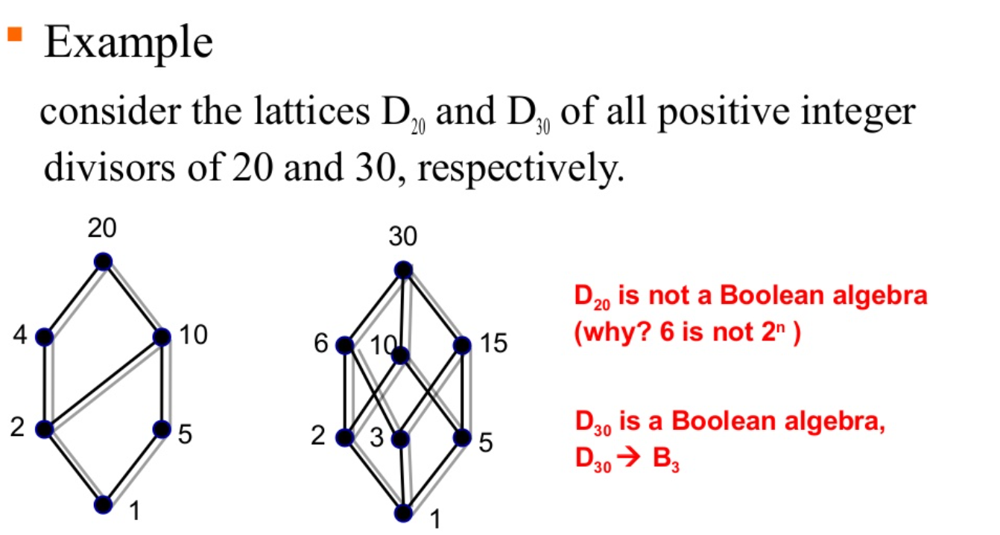 Example
consider the lattices D₂₀ and D₃₀ of all positive integer
divisors of 20 and 30, respectively.
20
30
4
10
6
10
15
2
5
2
3
5
1
1
D₂₀ is not a Boolean algebra
(why? 6 is not 2ⁿ )
D₃₀ is a Boolean algebra,
D₃₀→ B₃